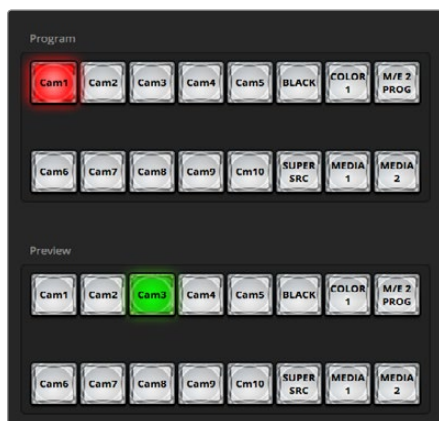 Program
Cam1 Cam2 Cam3 Cam4 Cam5 BLACK COLOR 1 M/E 2 PROG
Cam6 Cam7 Cam8 Cam9 Cm10 SUPER SRC MEDIA 1 MEDIA 2
Preview
Cam1 Cam2 Cam3 Cam4 Cam5 BLACK COLOR 1 M/E 2 PROG
Cam6 Cam7 Cam8 Cam9 Cm10 SUPER SRC MEDIA 1 MEDIA 2